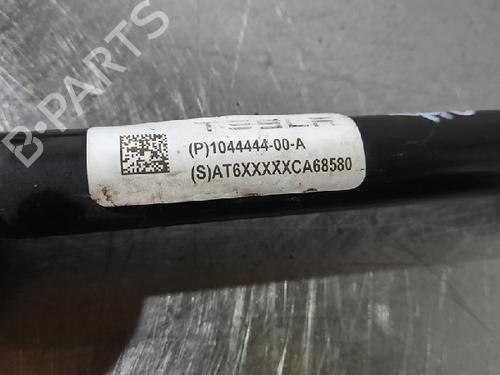 B-PARTS
TESLA
(P)1044444-00-A
(S)AT6XXXXXCA68580